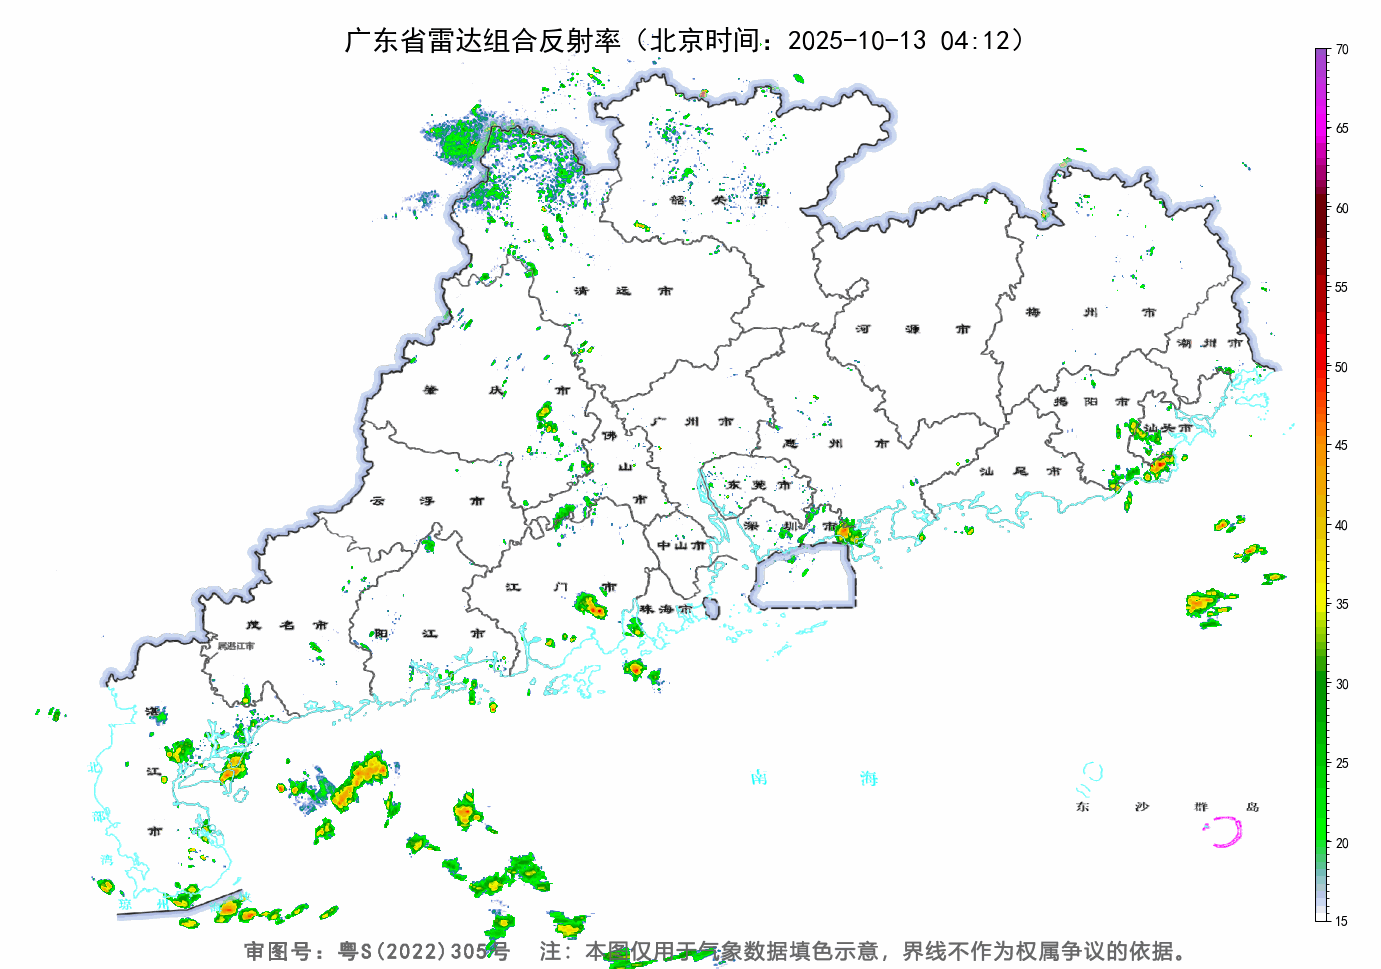 广东省雷达组合反射率（北京时间：2025-10-13 04:12）
70
65
60
55
50
45
40
35
30
25
20
15
韶关市
清远市
河源市
梅州市
潮州市
肇庆市
广州市
佛山市
惠州市
揭阳市
汕头市
汕尾市
东莞市
云浮市
深圳市
中山市
江门市
珠海市
茂名市
阳江市
属湛江市
湛江市
北部湾
琼州
南海
东沙群岛
审图号：粤S(2022)305号 注：本图仅用于气象数据填色示意，界线不作为权属争议的依据。